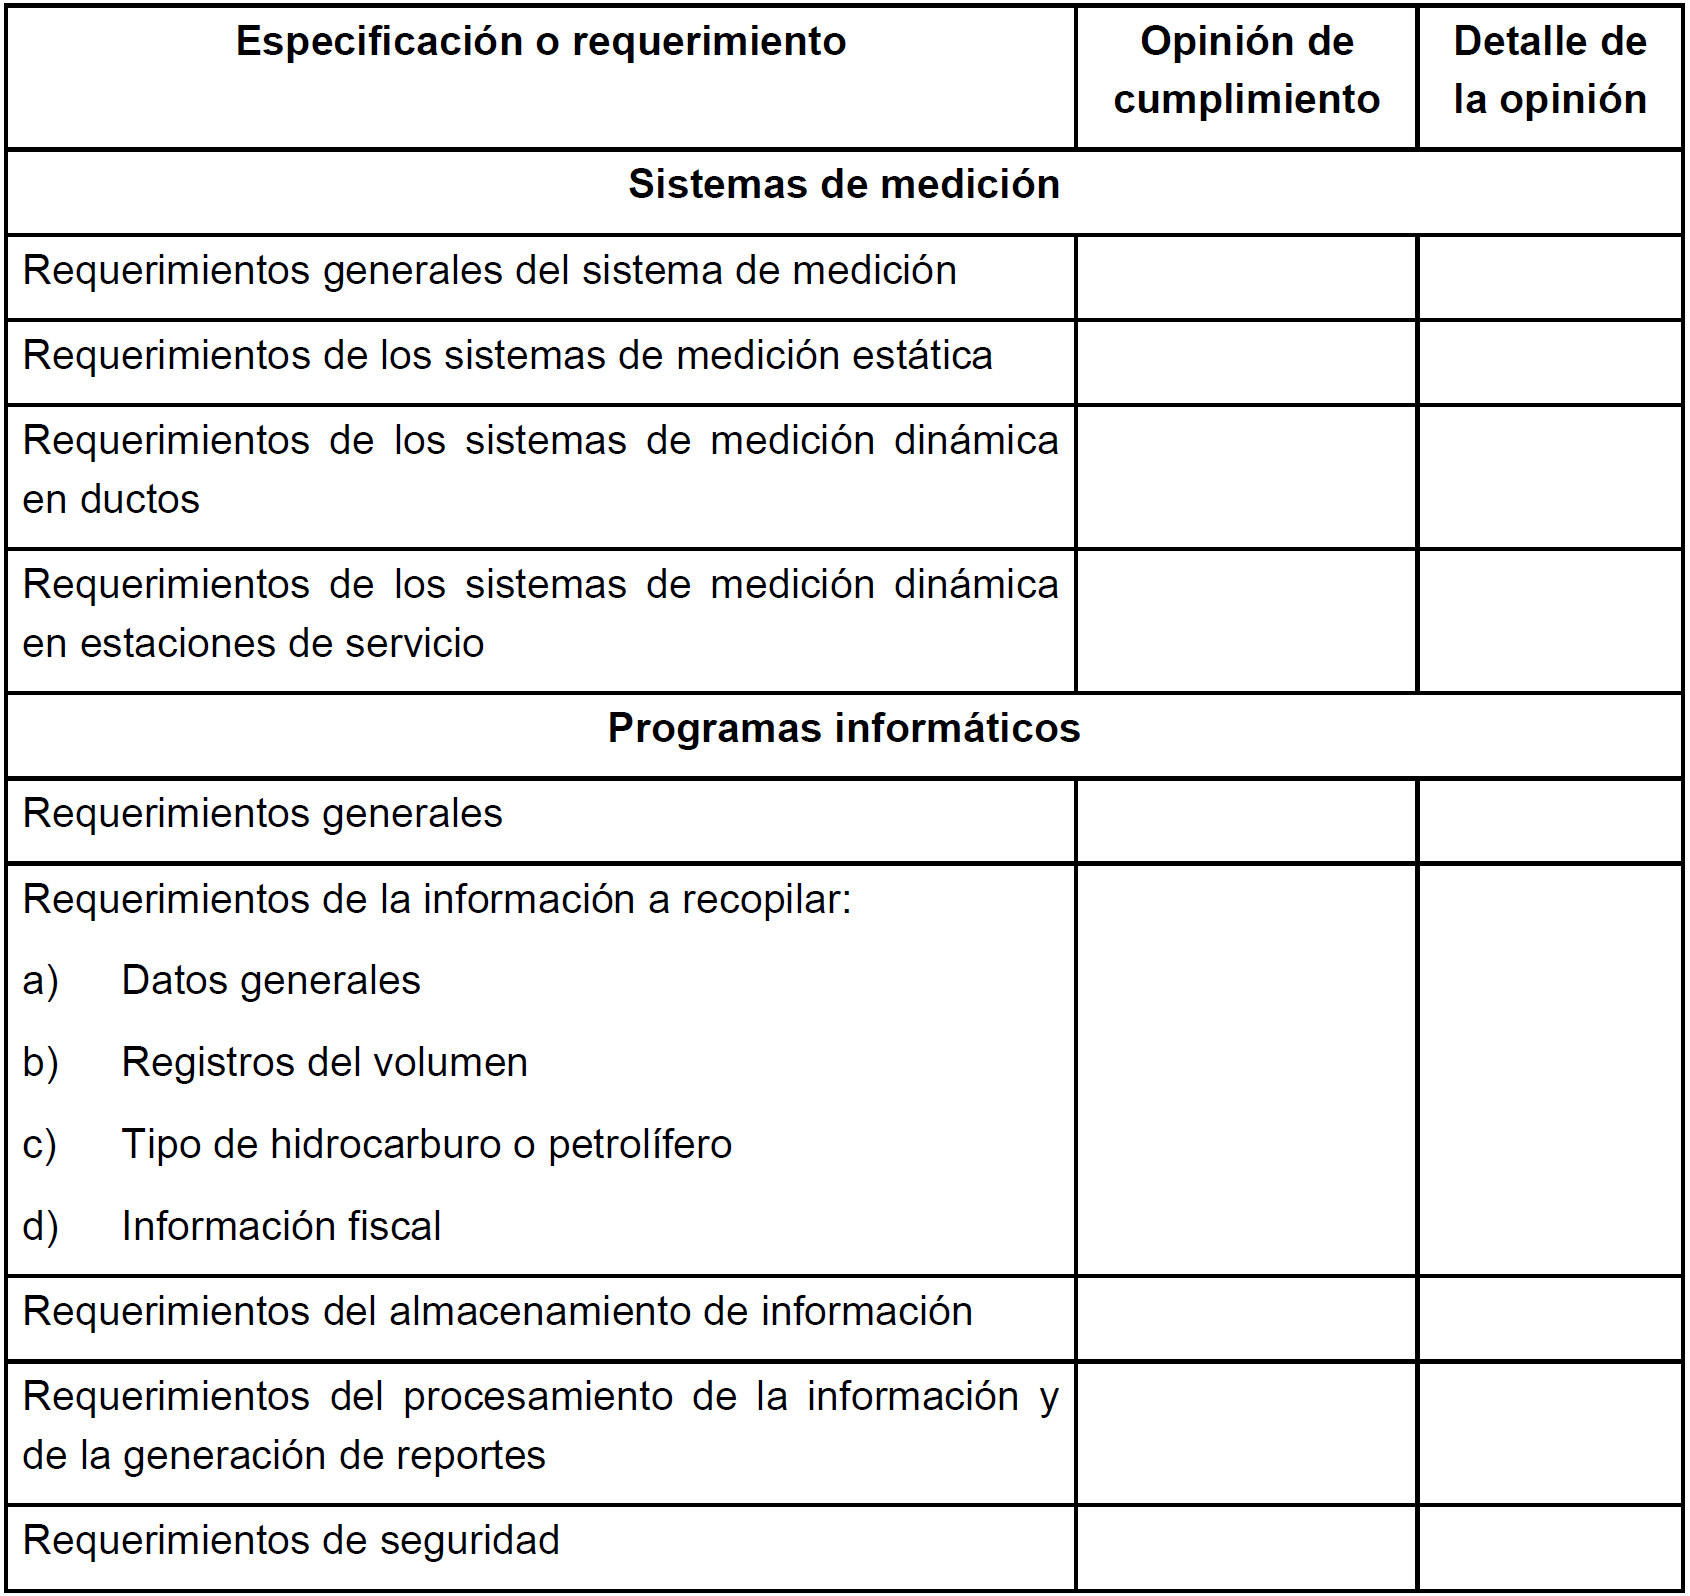 Especificación o requerimiento
Opinión de
cumplimiento
Detalle de
la opinión
Sistemas de medición
Requerimientos generales del sistema de medición
Requerimientos de los sistemas de medición estática
Requerimientos de los sistemas de medición dinámica
en ductos
Requerimientos de los sistemas de medición dinámica
en estaciones de servicio
Programas informáticos
Requerimientos generales
Requerimientos de la información a recopilar:
a) Datos generales
b) Registros del volumen
c) Tipo de hidrocarburo o petrolífero
d) Información fiscal
Requerimientos del almacenamiento de información
Requerimientos del procesamiento de la información y
de la generación de reportes
Requerimientos de seguridad